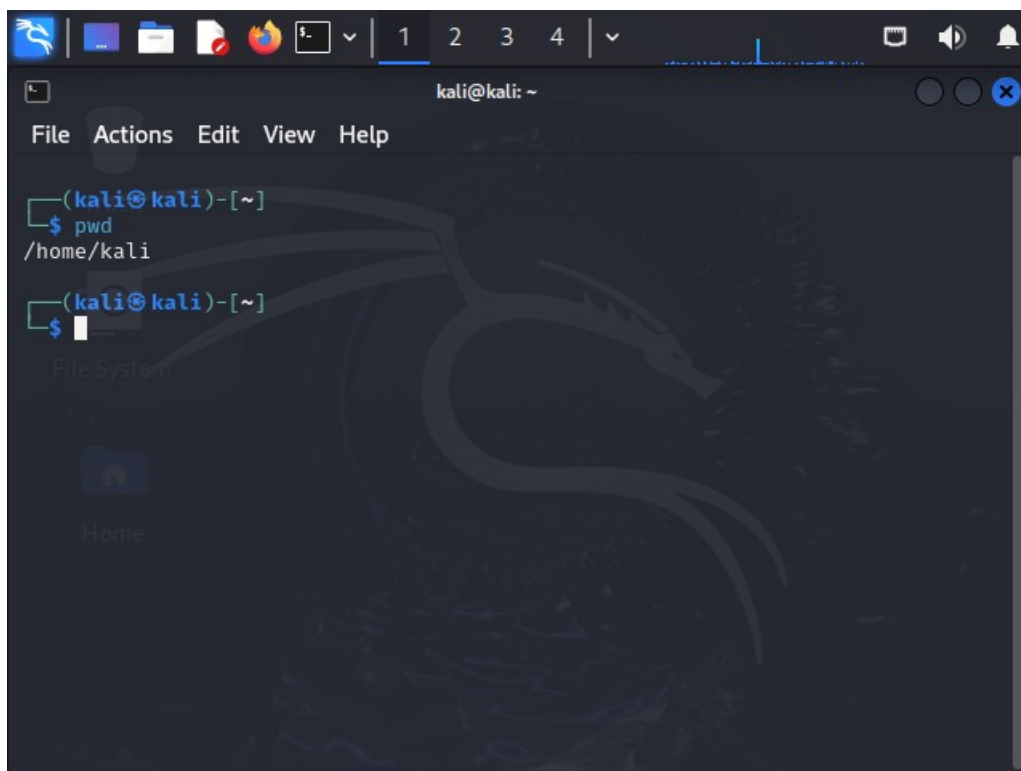 1 2 3 4
kali@kali: ~
File Actions Edit View Help
┌──(kali㉿kali)-[~]
└─$ pwd
/home/kali
┌──(kali㉿kali)-[~]
└─$
File System
Home